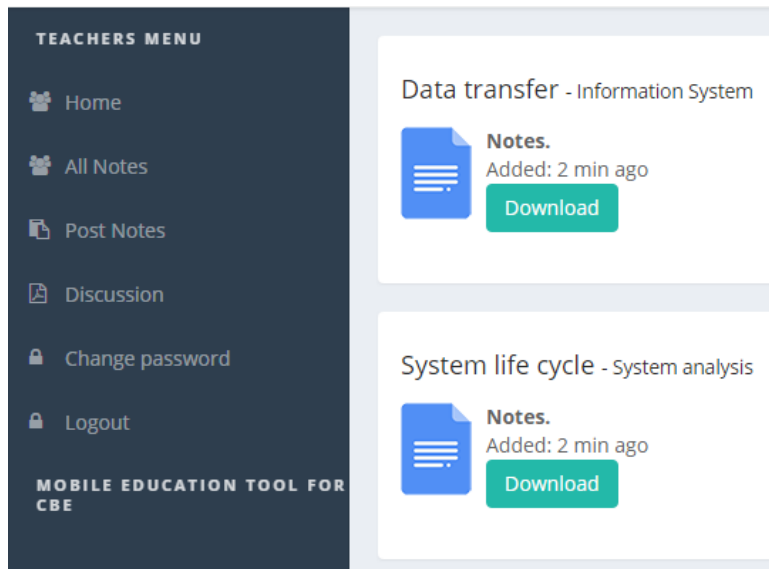 TEACHERS MENU
Home
All Notes
Post Notes
Discussion
Change password
Logout
MOBILE EDUCATION TOOL FOR
CBE
Data transfer - Information System
Notes.
Added: 2 min ago
Download
System life cycle - System analysis
Notes.
Added: 2 min ago
Download